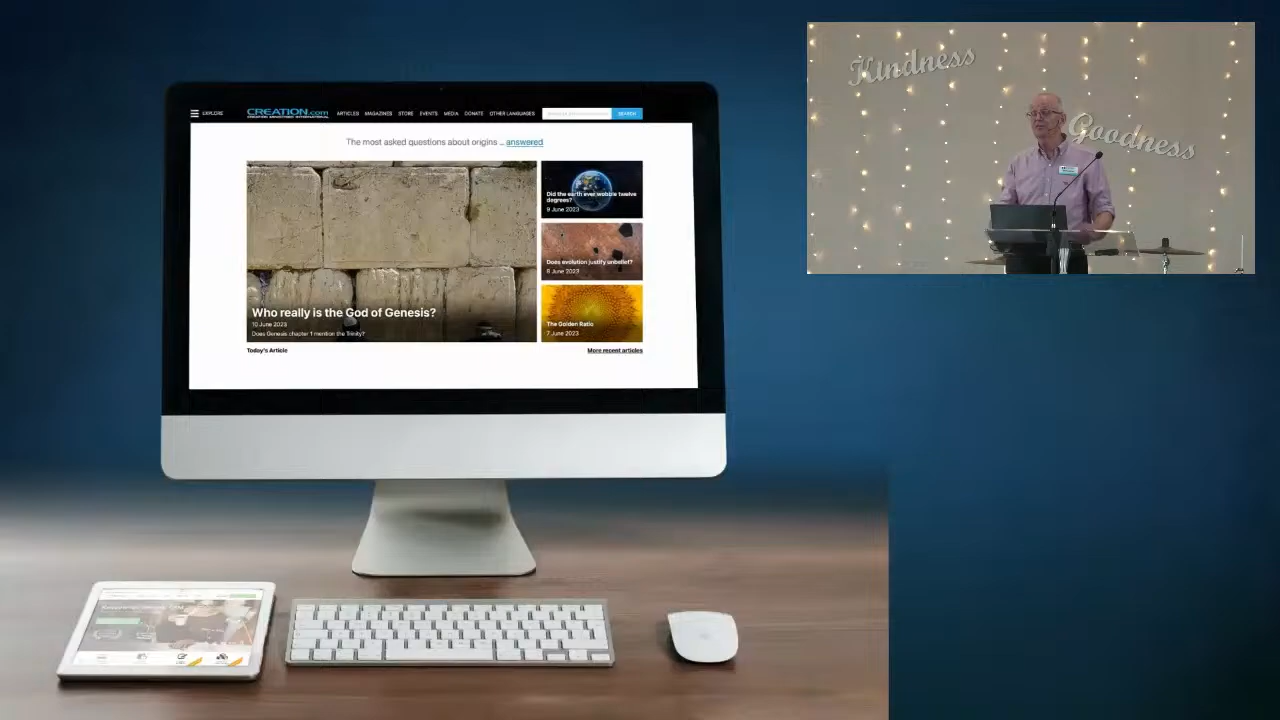 EXPLORE
CREATION.com
CREATION MINISTRIES INTERNATIONAL
ARTICLES MAGAZINES STORE EVENTS MEDIA DONATE OTHER LANGUAGES
SEARCH
The most asked questions about origins ... answered
Who really is the God of Genesis?
10 June 2023
Does Genesis chapter 1 mention the Trinity?
Did the earth ever wobble twelve
degrees?
9 June 2023
Does evolution justify unbelief?
8 June 2023
The Golden Ratio
7 June 2023
Today's Article
More recent articles
Kindness
Goodness